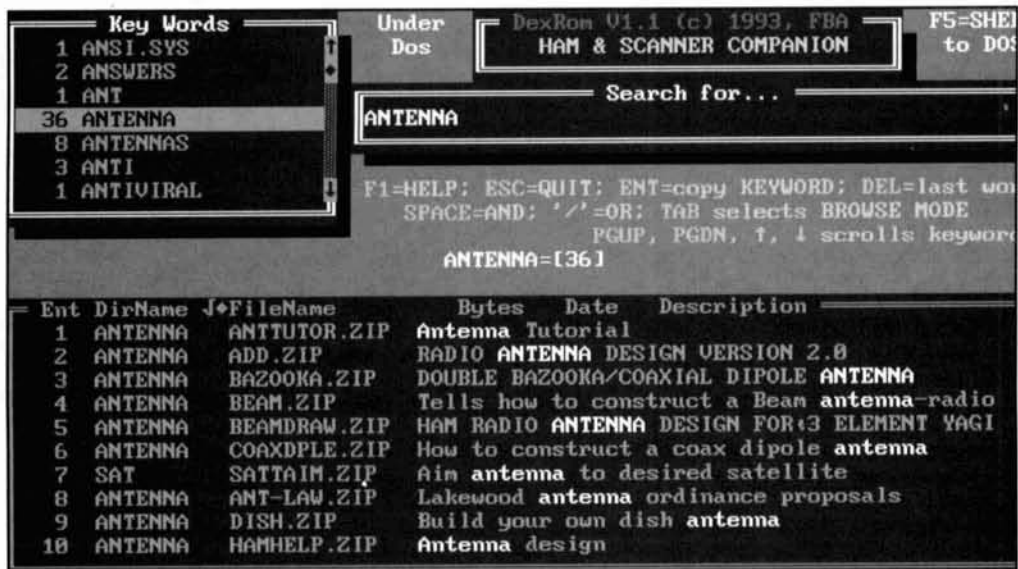 Key Words
1 ANSI.SYS
2 ANSWERS
1 ANT
36 ANTENNA
8 ANTENNAS
3 ANTI
1 ANTIVIRAL
Under
Dos
DexRom V1.1 (c) 1993, FBA
HAM & SCANNER COMPANION
F5=SHEL
to DOS
Search for...
ANTENNA
F1=HELP; ESC=QUIT; ENT=copy KEYWORD; DEL=last wor
SPACE=AND; '/'=OR; TAB selects BROWSE MODE
PGUP, PGDN, ↑, ↓ scrolls keyword
ANTENNA=[36]
Ent DirName √♦FileName Bytes Date Description
1 ANTENNA ANTTUTOR.ZIP Antenna Tutorial
2 ANTENNA ADD.ZIP RADIO ANTENNA DESIGN VERSION 2.0
3 ANTENNA BAZOOKA.ZIP DOUBLE BAZOOKA/COAXIAL DIPOLE ANTENNA
4 ANTENNA BEAM.ZIP Tells how to construct a Beam antenna-radio
5 ANTENNA BEAMDRAW.ZIP HAM RADIO ANTENNA DESIGN FOR 3 ELEMENT YAGI
6 ANTENNA COAXDPLE.ZIP How to construct a coax dipole antenna
7 SAT SATTAIM.ZIP Aim antenna to desired satellite
8 ANTENNA ANT-LAW.ZIP Lakewood antenna ordinance proposals
9 ANTENNA DISH.ZIP Build your own dish antenna
10 ANTENNA HAMHELP.ZIP Antenna design